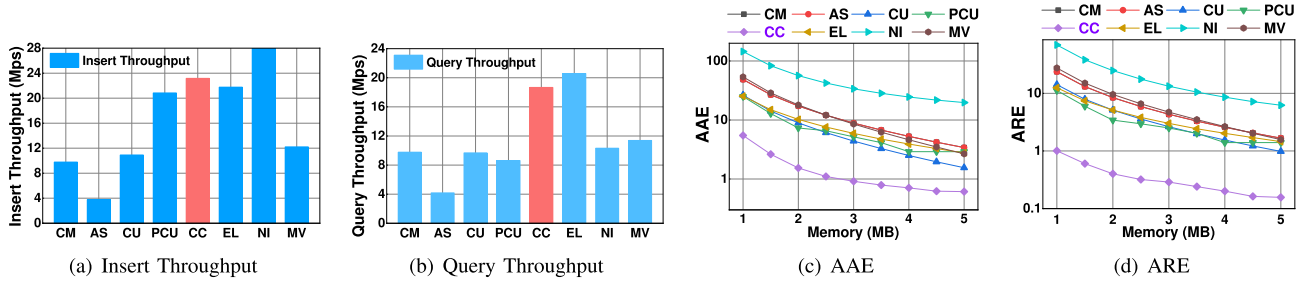 Insert Throughput (Mps)
28
24
20
16
12
8
4
0
Insert Throughput
CM AS CU PCU CC EL NI MV
(a) Insert Throughput
Query Throughput (Mps)
24
20
16
12
8
4
0
Query Throughput
CM AS CU PCU CC EL NI MV
(b) Query Throughput
CM AS CU PCU
CC EL NI MV
AAE
100
10
1
1 2 3 4 5
Memory (MB)
(c) AAE
CM AS CU PCU
CC EL NI MV
ARE
10
1
0.1
1 2 3 4 5
Memory (MB)
(d) ARE